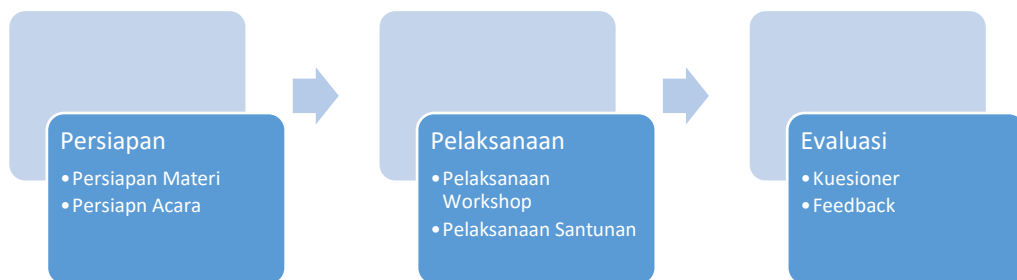 Persiapan
•Persiapan Materi
•Persiapn Acara
Pelaksanaan
•Pelaksanaan
Workshop
•Pelaksanaan Santunan
Evaluasi
•Kuesioner
•Feedback